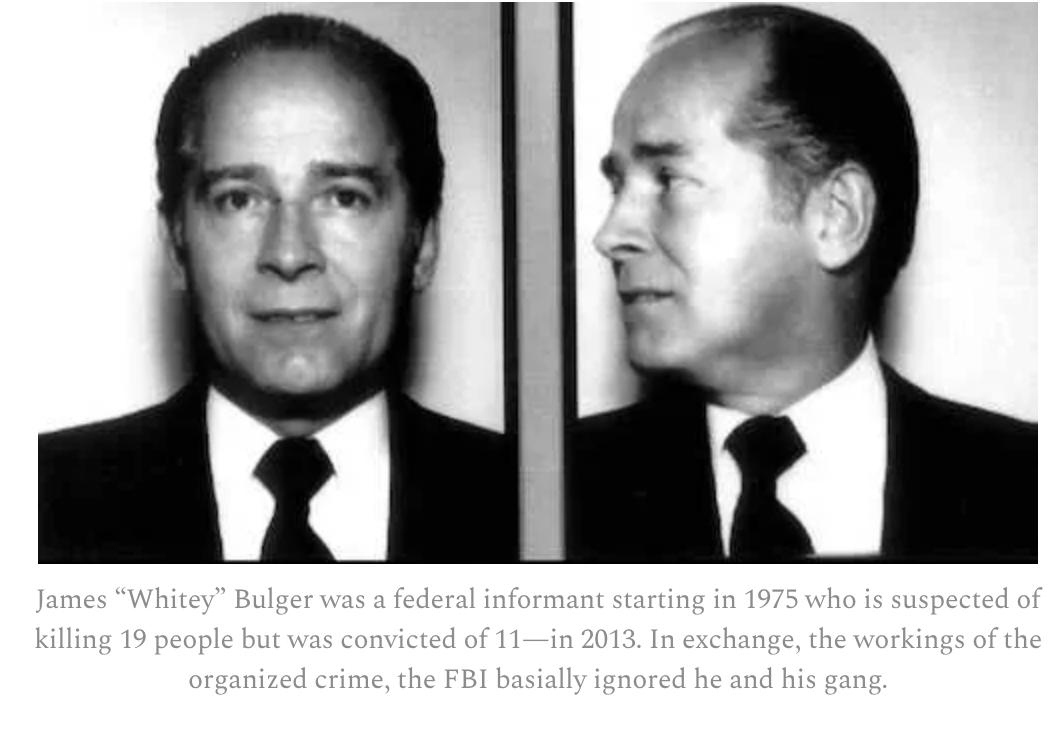 James “Whitey” Bulger was a federal informant starting in 1975 who is suspected of
killing 19 people but was convicted of 11—in 2013. In exchange, the workings of the
organized crime, the FBI basially ignored he and his gang.